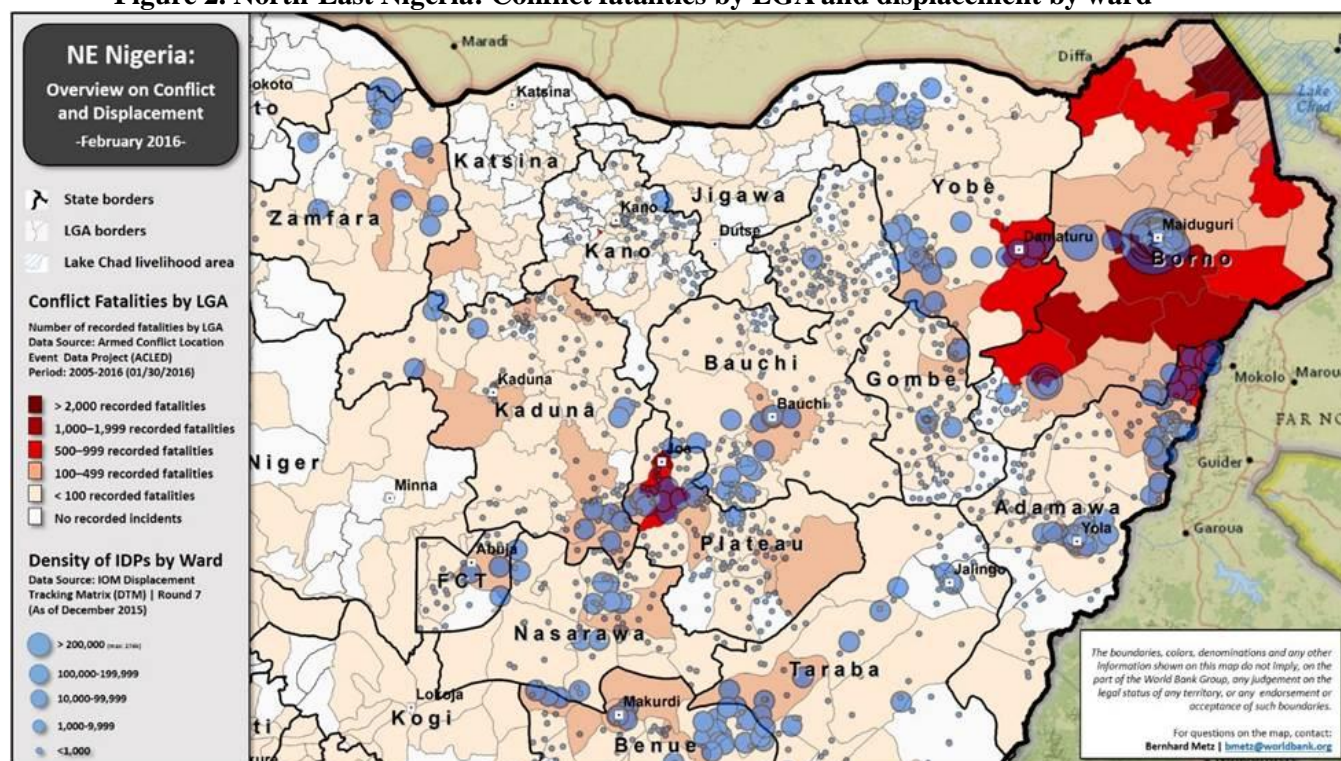 Figure 2. North-East Nigeria: Conflict fatalities by LGA and displacement by ward
NE Nigeria:
Overview on Conflict
and Displacement
-February 2016-
State borders
LGA borders
Lake Chad livelihood area
Conflict Fatalities by LGA
Number of recorded fatalities by LGA
Data Source: Armed Conflict Location
Event Data Project (ACLED)
Period: 2005-2016 (01/30/2016)
> 2,000 recorded fatalities
1,000–1,999 recorded fatalities
500–999 recorded fatalities
100–499 recorded fatalities
< 100 recorded fatalities
No recorded incidents
Density of IDPs by Ward
Data Source: IOM Displacement
Tracking Matrix (DTM) | Round 7
(As of December 2015)
> 200,000
100,000-199,999
10,000-99,999
1,000-9,999
<1,000
Maradi
Diffa
okoto
to
Katsina
Lake
Chad
Katsina
Zamfara
Jigawa
Yobe
Kano
Kano
Dutse
Damaturu
Maiduguri
Borno
Bauchi
Gombe
Kaduna
Kaduna
Bauchi
Mokolo
Maroua
FAR NO
Niger
Minna
Jos
Guider
Adamawa
Yola
Garoua
Plateau
Abuja
FCT
Jalingo
Nasarawa
Taraba
Lokoja
Kogi
Makurdi
Benue
ti
The boundaries, colors, denominations and any other
information shown on this map do not imply, on the
part of the World Bank Group, any judgement on the
legal status of any territory, or any endorsement or
acceptance of such boundaries.
For questions on the map, contact:
Bernhard Metz | bmetz@worldbank.org